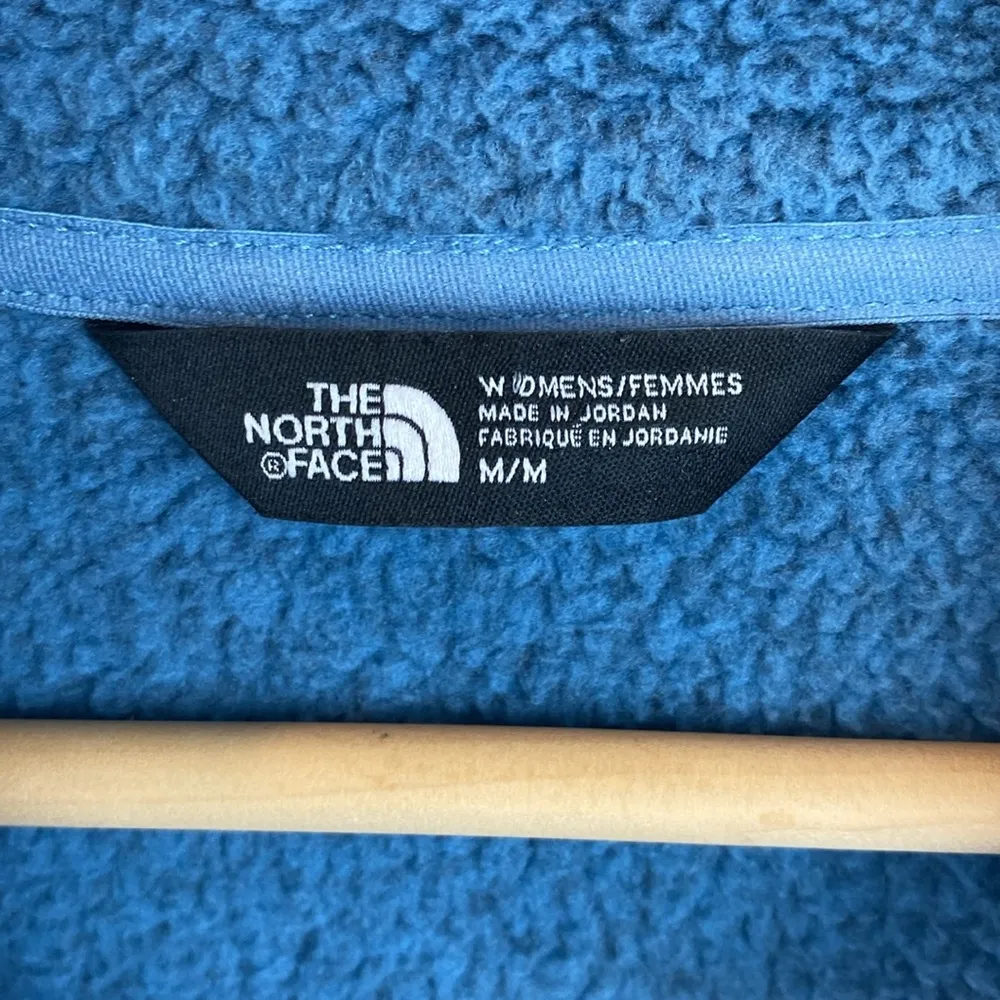 THE
NORTH
®FACE
WOMENS/FEMMES
MADE IN JORDAN
FABRIQUÉ EN JORDANIE
M/M